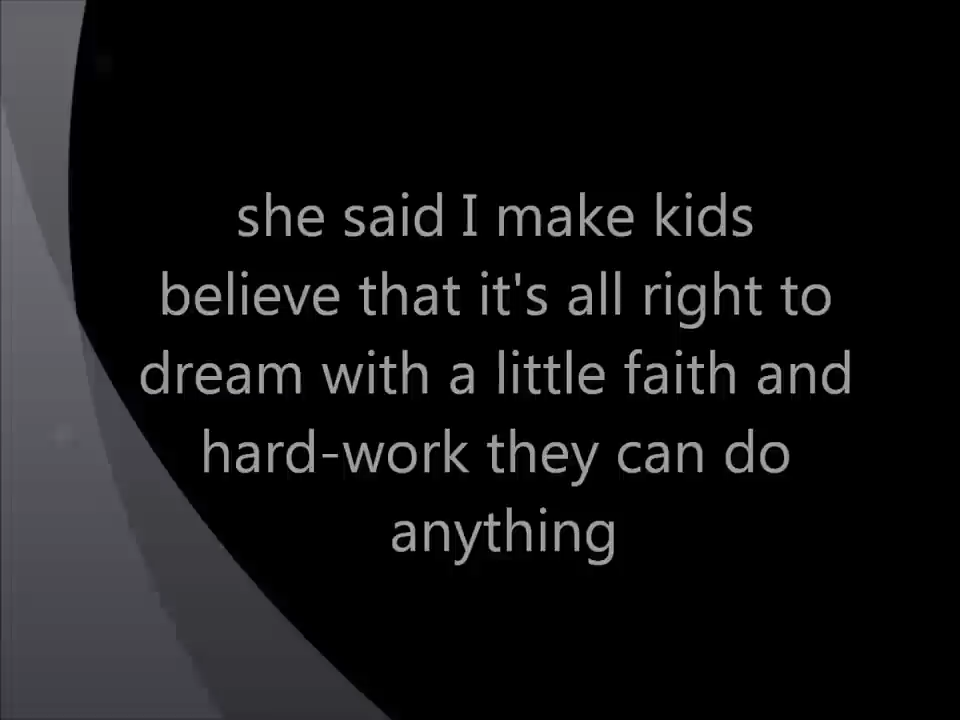 she said I make kids
believe that it's all right to
dream with a little faith and
hard-work they can do
anything